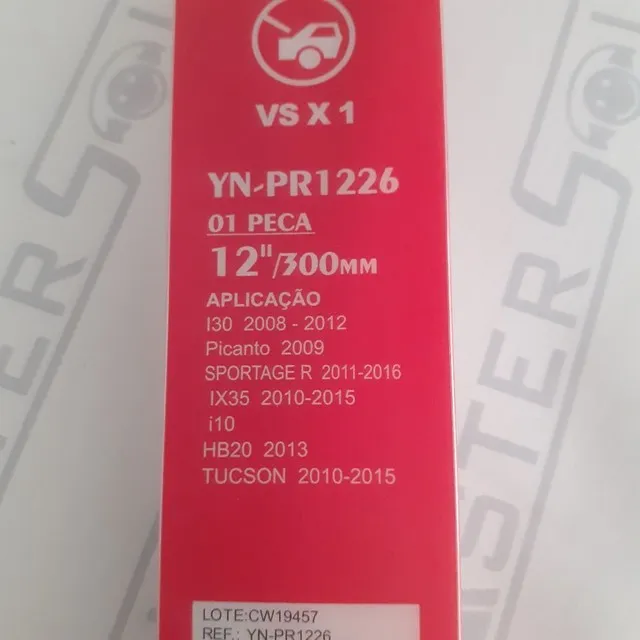 VS X 1
YN-PR1226
01 PECA
12"/300MM
APLICAÇÃO
I30 2008 - 2012
Picanto 2009
SPORTAGE R 2011-2016
IX35 2010-2015
i10
HB20 2013
TUCSON 2010-2015
LOTE:CW19457
REF.: YN-PR1226